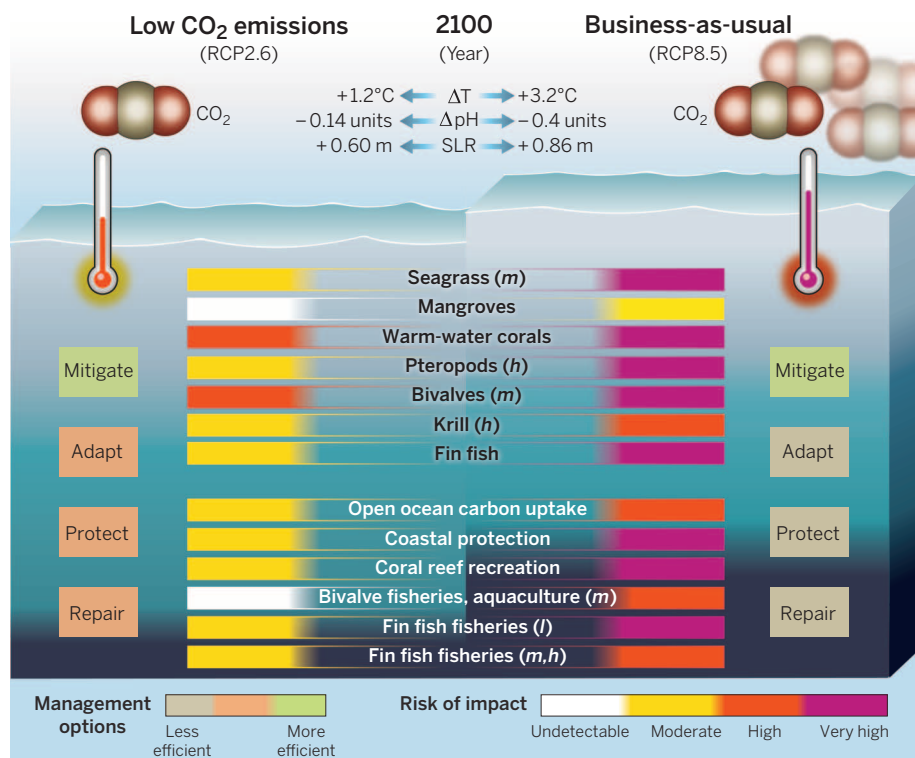 Low CO₂ emissions
(RCP2.6)
2100
(Year)
Business-as-usual
(RCP8.5)
+1.2°C ΔT +3.2°C
– 0.14 units ΔpH – 0.4 units
+ 0.60 m SLR + 0.86 m
CO₂
CO₂
Seagrass (m)
Mangroves
Warm-water corals
Pteropods (h)
Bivalves (m)
Krill (h)
Fin fish
Open ocean carbon uptake
Coastal protection
Coral reef recreation
Bivalve fisheries, aquaculture (m)
Fin fish fisheries (l)
Fin fish fisheries (m,h)
Mitigate
Adapt
Protect
Repair
Mitigate
Adapt
Protect
Repair
Management
options
Less
efficient
More
efficient
Risk of impact
Undetectable Moderate High Very high